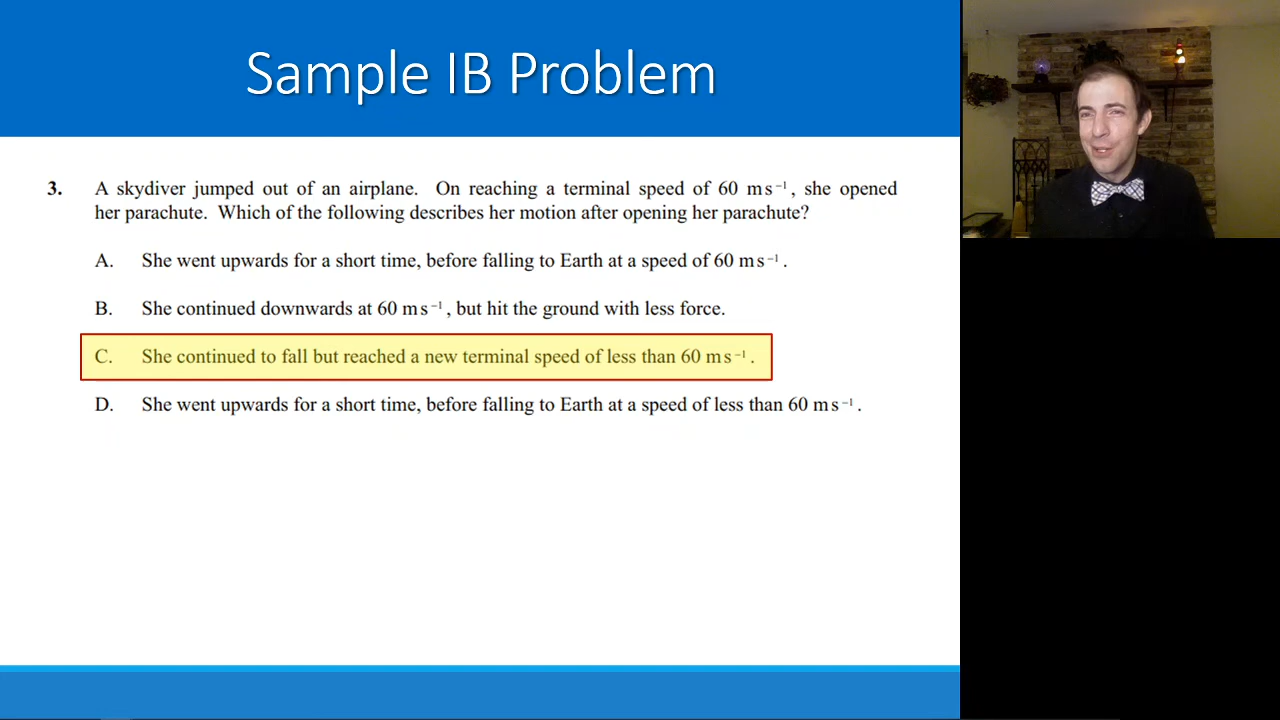 Sample IB Problem
3. A skydiver jumped out of an airplane. On reaching a terminal speed of 60 m s⁻¹, she opened
her parachute. Which of the following describes her motion after opening her parachute?
A. She went upwards for a short time, before falling to Earth at a speed of 60 m s⁻¹.
B. She continued downwards at 60 m s⁻¹, but hit the ground with less force.
C. She continued to fall but reached a new terminal speed of less than 60 m s⁻¹.
D. She went upwards for a short time, before falling to Earth at a speed of less than 60 m s⁻¹.